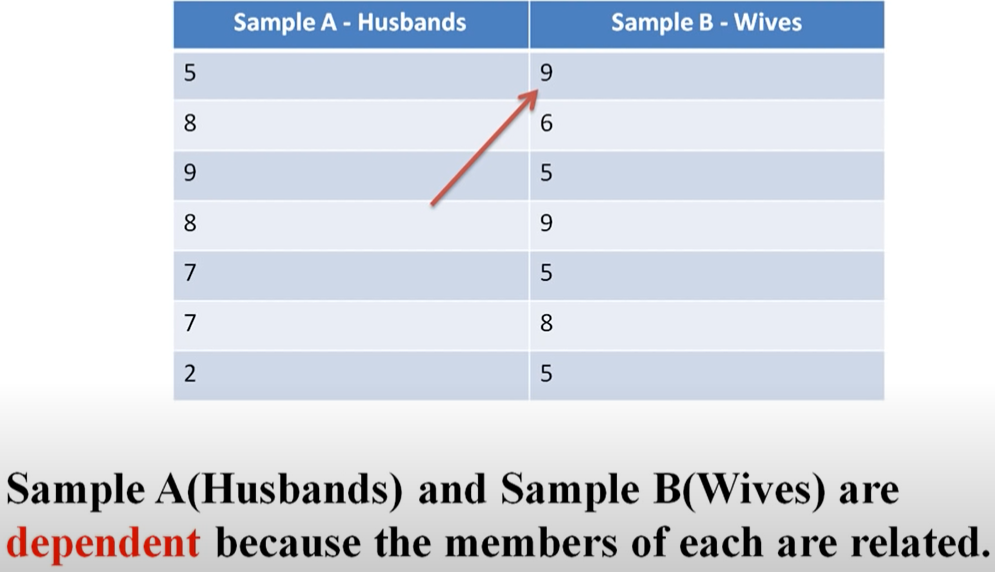 Sample A - Husbands Sample B - Wives
5 9
8 6
9 5
8 9
7 5
7 8
2 5
Sample A(Husbands) and Sample B(Wives) are
dependent because the members of each are related.